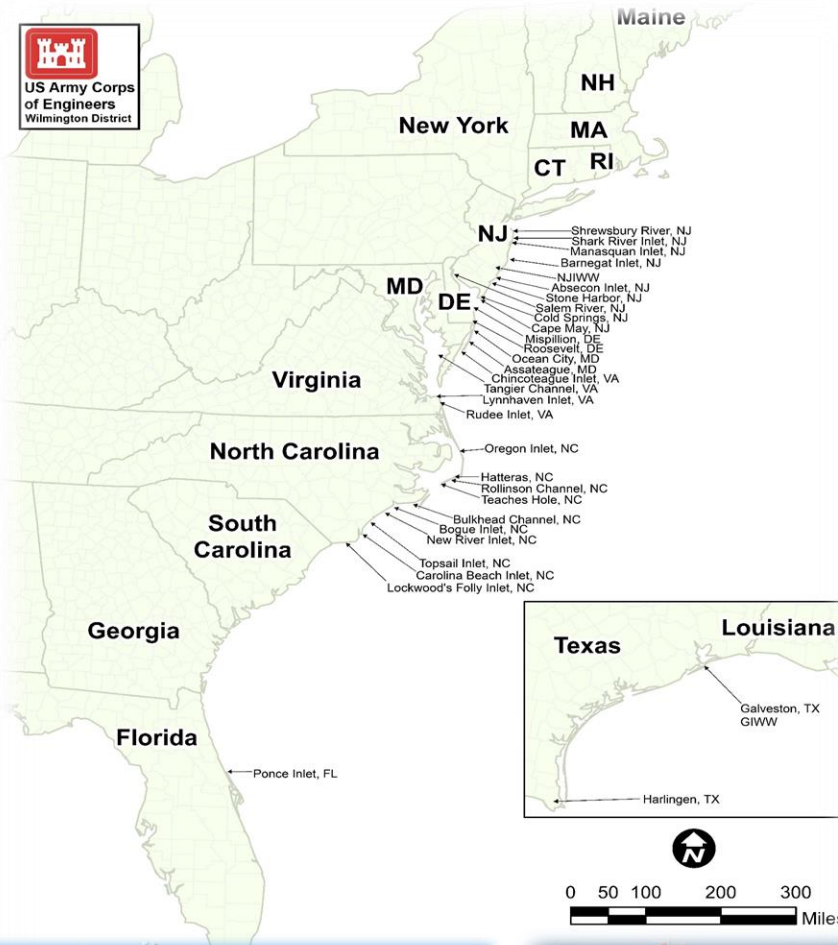 Maine
US Army Corps
of Engineers
Wilmington District
NH
New York
MA
CT
RI
NJ
Shrewsbury River, NJ
Shark River Inlet, NJ
Manasquan Inlet, NJ
Barnegat Inlet, NJ
NJIWW
Absecon Inlet, NJ
Stone Harbor, NJ
Salem River, NJ
Cold Springs, NJ
Cape May, NJ
Mispillion, DE
Roosevelt, DE
Ocean City, MD
Assateague, MD
Chincoteague Inlet, VA
Tangier Channel, VA
Lynnhaven Inlet, VA
Rudee Inlet, VA
MD
DE
Virginia
North Carolina
Oregon Inlet, NC
Hatteras, NC
Rollinson Channel, NC
Teaches Hole, NC
Bulkhead Channel, NC
Bogue Inlet, NC
New River Inlet, NC
Topsail Inlet, NC
Carolina Beach Inlet, NC
Lockwood's Folly Inlet, NC
South
Carolina
Georgia
Florida
Ponce Inlet, FL
Texas
Louisiana
Galveston, TX
GIWW
Harlingen, TX
N
0 50 100 200 300
Miles